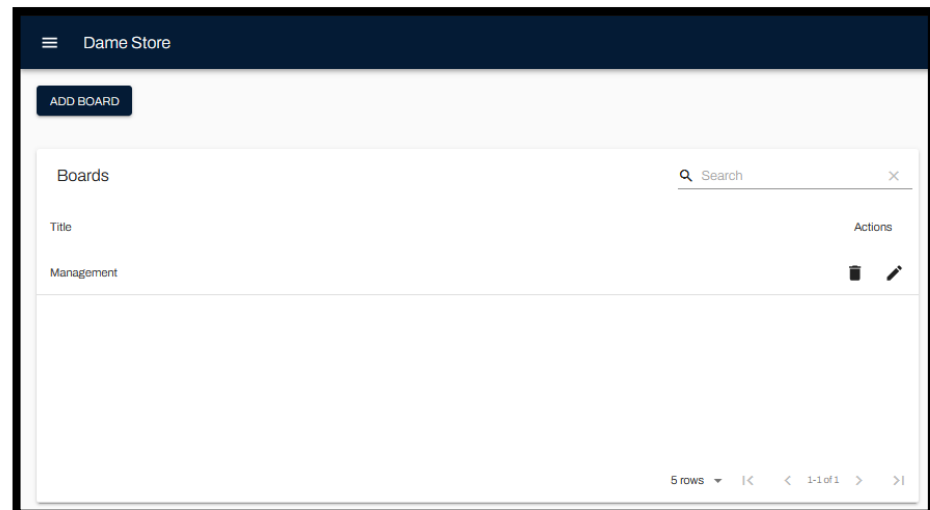 Dame Store
ADD BOARD
Boards
Search
Title
Actions
Management
5 rows
1-1 of 1